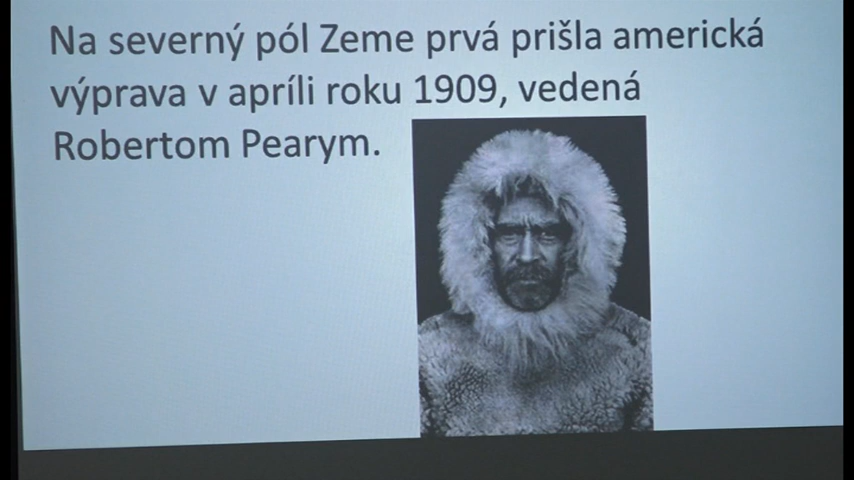 Na severný pól Zeme prvá prišla americká
výprava v apríli roku 1909, vedená
Robertom Pearym.